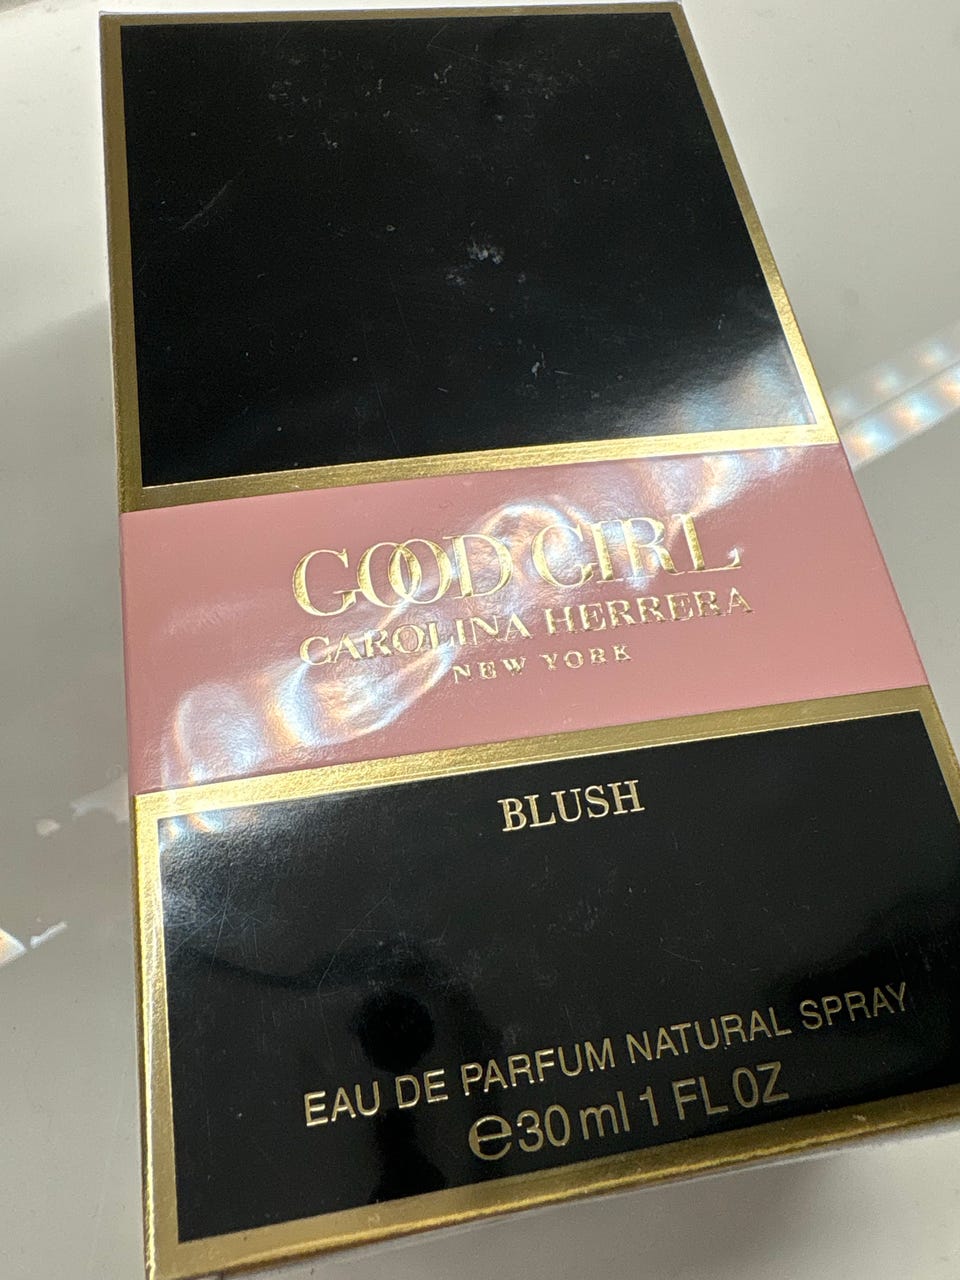 GOOD GIRL
CAROLINA HERRERA
NEW YORK
BLUSH
EAU DE PARFUM NATURAL SPRAY
℮30 ml 1 FL OZ